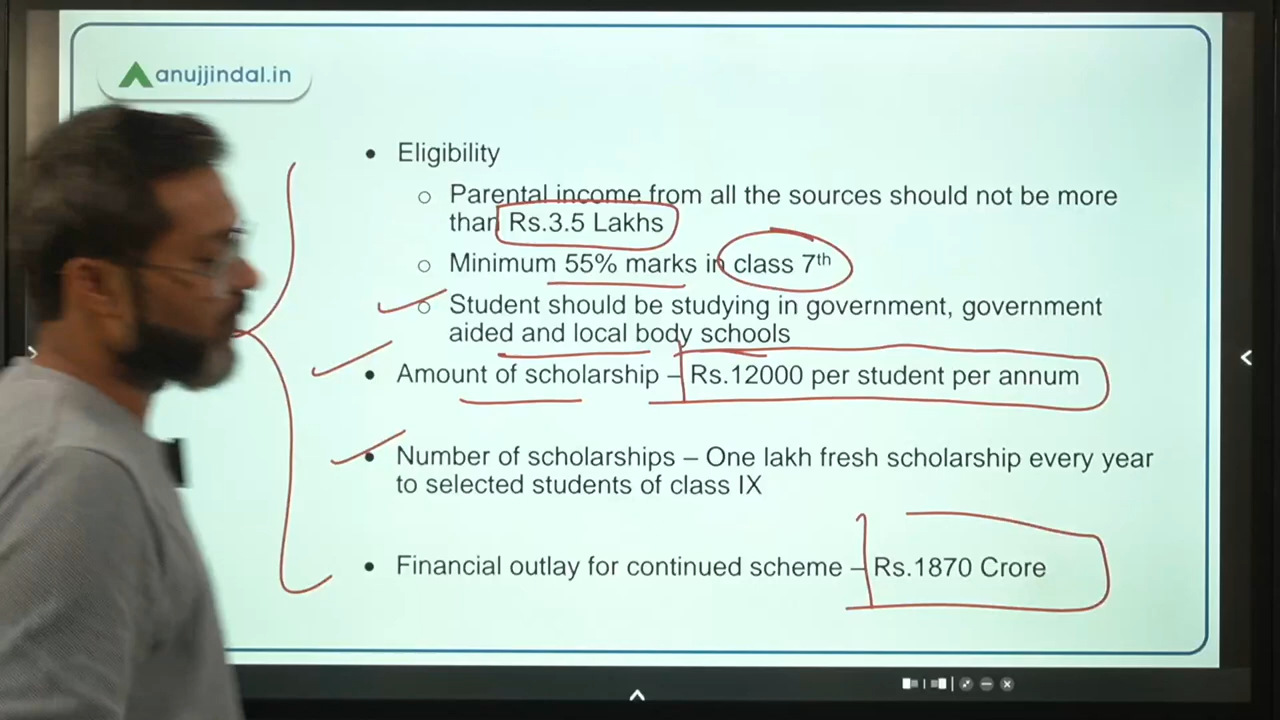 anujjindal.in
• Eligibility
○ Parental income from all the sources should not be more
than Rs.3.5 Lakhs
○ Minimum 55% marks in class 7th
○ Student should be studying in government, government
aided and local body schools
• Amount of scholarship – Rs.12000 per student per annum
• Number of scholarships – One lakh fresh scholarship every year
to selected students of class IX
• Financial outlay for continued scheme – Rs.1870 Crore